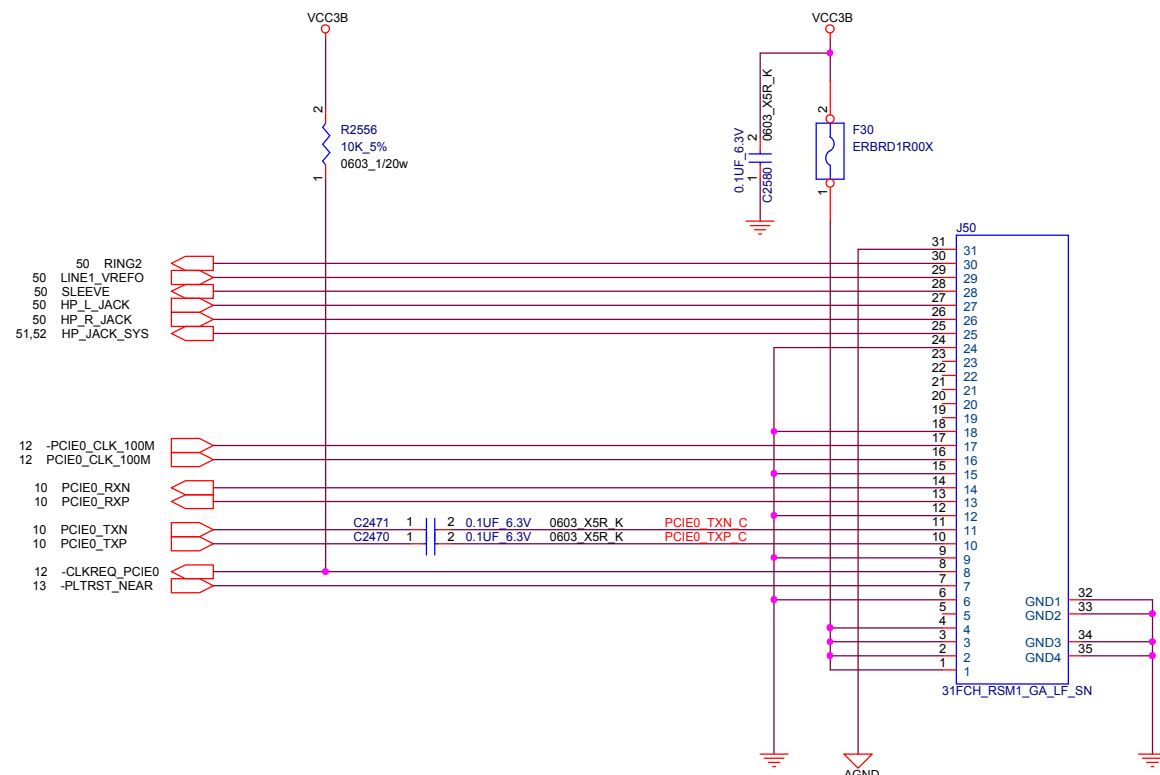 VCC3B
VCC3B
2
R2556
10K_5%
0603_1/20w
1
0.1UF_6.3V
2
1
0603_X5R_K
C2580
2
F30
ERBRD1R00X
1
J50
50 RING2
50 LINE1_VREFO
50 SLEEVE
50 HP_L_JACK
50 HP_R_JACK
51,52 HP_JACK_SYS
12 -PCIE0_CLK_100M
12 PCIE0_CLK_100M
10 PCIE0_RXN
10 PCIE0_RXP
10 PCIE0_TXN
C2471 1 2 0.1UF_6.3V 0603_X5R_K PCIE0_TXN_C
10 PCIE0_TXP
C2470 1 2 0.1UF_6.3V 0603_X5R_K PCIE0_TXP_C
12 -CLKREQ_PCIE0
13 -PLTRST_NEAR
31 31
30 30
29 29
28 28
27 27
26 26
25 25
24 24
23 23
22 22
21 21
20 20
19 19
18 18
17 17
16 16
15 15
14 14
13 13
12 12
11 11
10 10
9 9
8 8
7 7
6 6
5 5
4 4
3 3
2 2
1 1
GND1 32
GND2 33
GND3 34
GND4 35
31FCH_RSM1_GA_LF_SN
AGND